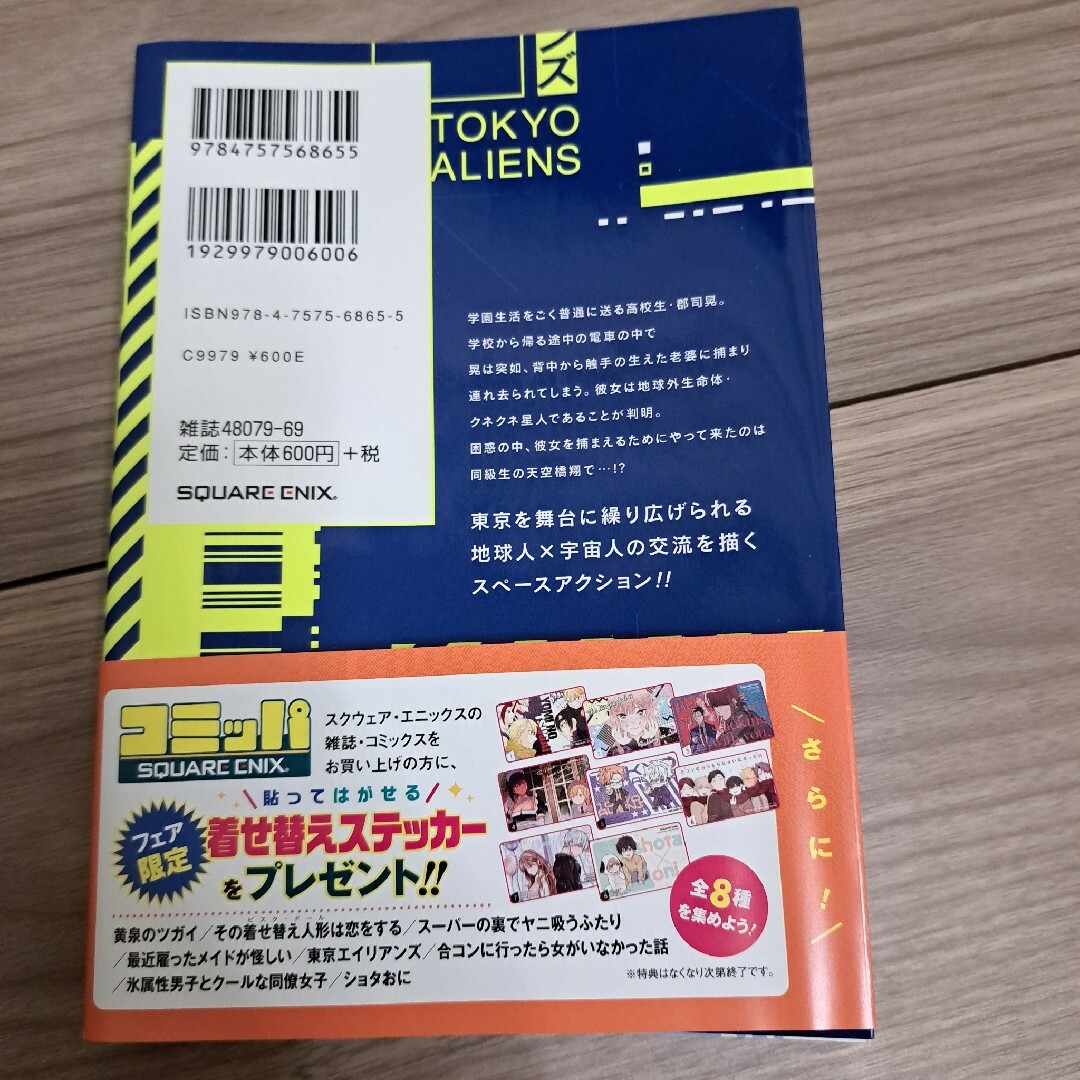 ンズ
TOKYO
ALIENS
9784757568655
1929979006006
ISBN978-4-7575-6865-5
C9979 ¥600E
雑誌48079-69
定価：本体600円+税
SQUARE ENIX®
学園生活をごく普通に送る高校生・郡司晃。
学校から帰る途中の電車の中で
晃は突如、背中から触手の生えた老婆に捕まり
連れ去られてしまう。彼女は地球外生命体・
クネクネ星人であることが判明。
困惑の中、彼女を捕まえるためにやって来たのは
同級生の天空橋翔で…!?
東京を舞台に繰り広げられる
地球人×宇宙人の交流を描く
スペースアクション!!
コミッパ
SQUARE ENIX®
スクウェア・エニックスの
雑誌・コミックスを
お買い上げの方に、
\貼ってはがせる/
フェア
限定
着せ替えステッカー
をプレゼント!!
全8種
を集めよう!
\さらに!/
黄泉のツガイ/その着せ替え人形は恋をする/スーパーの裏でヤニ吸うふたり
ビスク・ドール
/最近雇ったメイドが怪しい/東京エイリアンズ/合コンに行ったら女がいなかった話
/氷属性男子とクールな同僚女子/ショタおに
※特典はなくなり次第終了です。